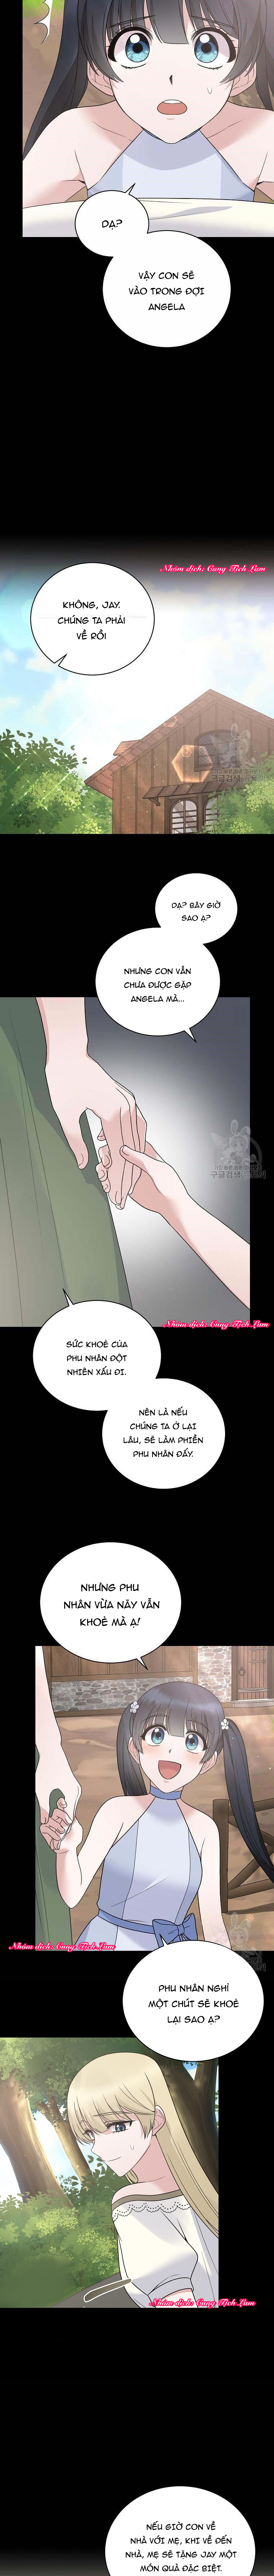 DẠ?
VẬY CON SẼ
VÀO TRONG ĐỢI
ANGELA
Nhóm dịch: Cung Tịch Lam
KHÔNG, JAY.
CHÚNG TA PHẢI
VỀ RỒI
DẠ? BÂY GIỜ
SAO Ạ?
NHƯNG CON VẪN
CHƯA ĐƯỢC GẶP
ANGELA MÀ...
Nhóm dịch: Cung Tịch Lam
SỨC KHOẺ CỦA
PHU NHÂN ĐỘT
NHIÊN XẤU ĐI.
NÊN LÀ NẾU
CHÚNG TA Ở LẠI
LÂU, SẼ LÀM PHIỀN
PHU NHÂN ĐẤY.
NHƯNG PHU
NHÂN VỪA NÃY VẪN
KHOẺ MÀ Ạ!
Nhóm dịch: Cung Tịch Lam
PHU NHÂN NGHỈ
MỘT CHÚT SẼ KHOẺ
LẠI SAO Ạ?
Nhóm dịch: Cung Tịch Lam
NẾU GIỜ CON VỀ
NHÀ VỚI MẸ, KHI VỀ ĐẾN
NHÀ, MẸ SẼ TẶNG JAY MỘT
MÓN QUÀ ĐẶC BIỆT.